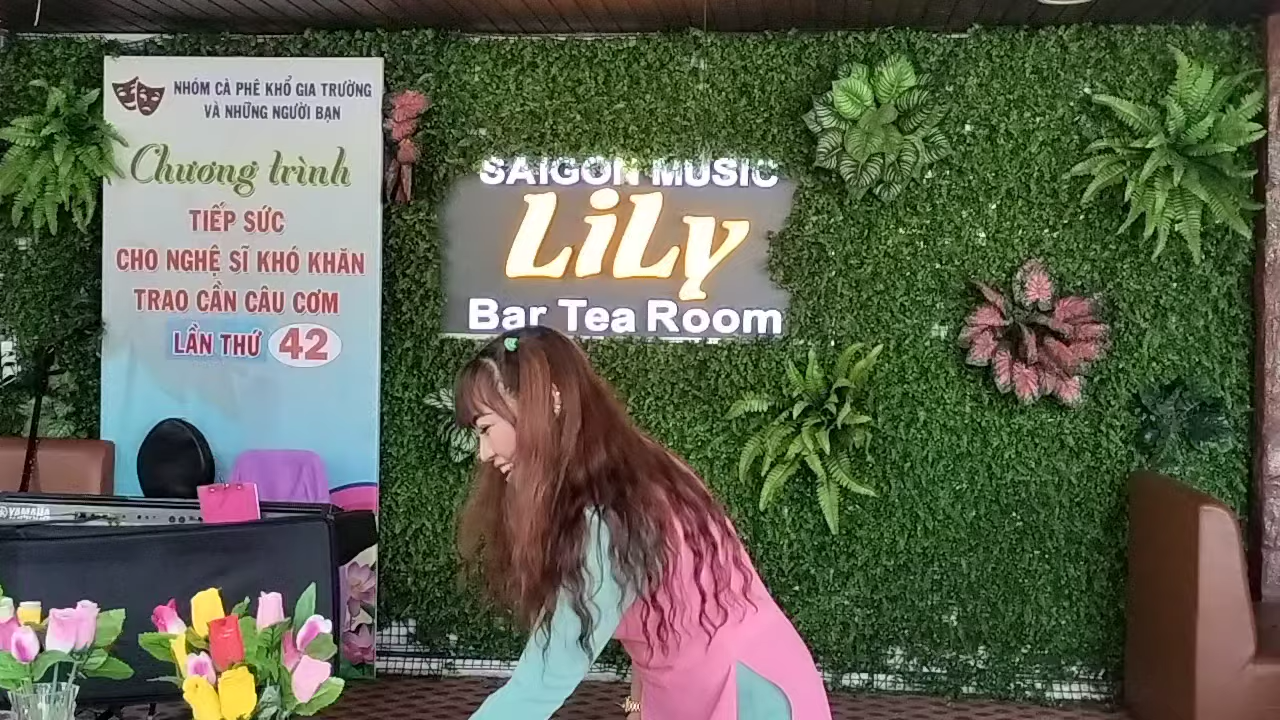 NHÓM CÀ PHÊ KHỔ GIA TRƯỜNG
VÀ NHỮNG NGƯỜI BẠN
Chương trình
TIẾP SỨC
CHO NGHỆ SĨ KHÓ KHĂN
TRAO CẦN CÂU CƠM
LẦN THỨ 42
SAIGON MUSIC
LiLy
Bar Tea Room
YAMAHA